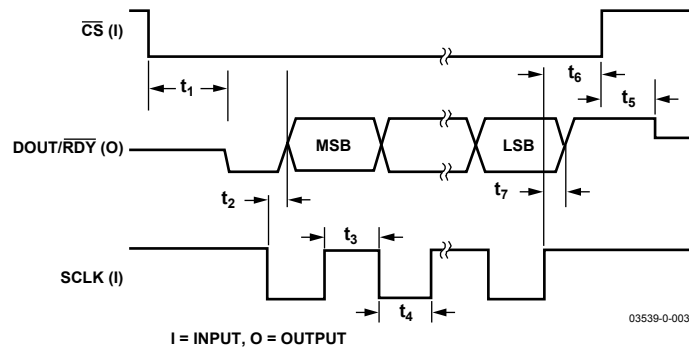 CS (I)
t6
t1
t5
DOUT/RDY (O)
MSB
LSB
t2
t7
t3
SCLK (I)
t4
03539-0-003
I = INPUT, O = OUTPUT